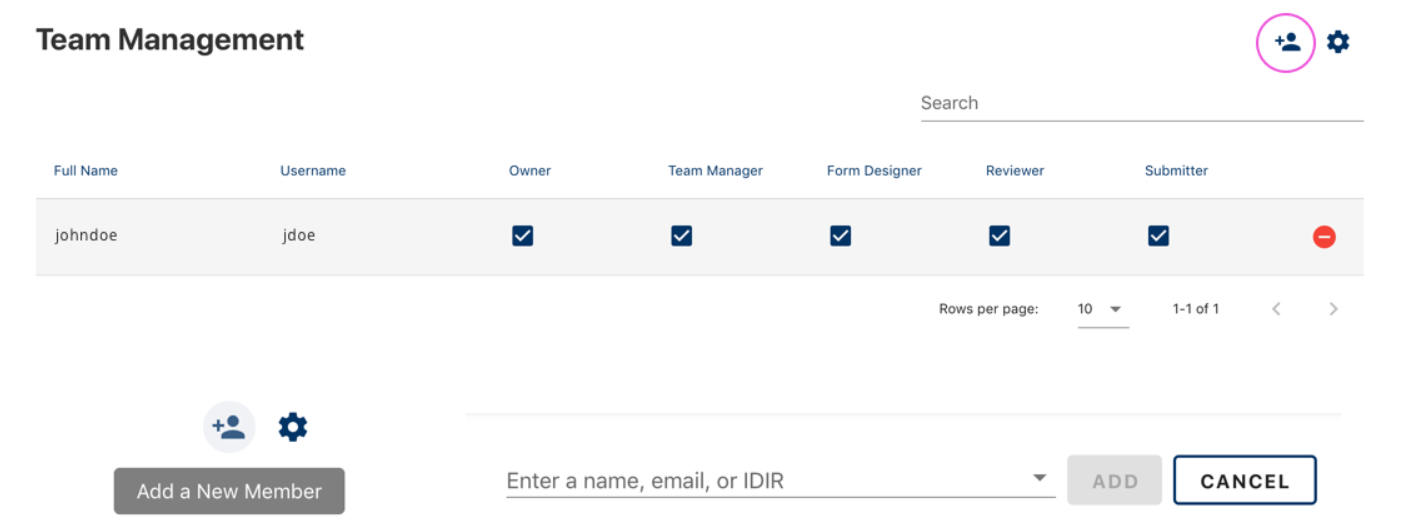 Team Management
Search
Full Name Username Owner Team Manager Form Designer Reviewer Submitter
johndoe jdoe
Rows per page: 10 1-1 of 1
Enter a name, email, or IDIR ADD CANCEL
Add a New Member